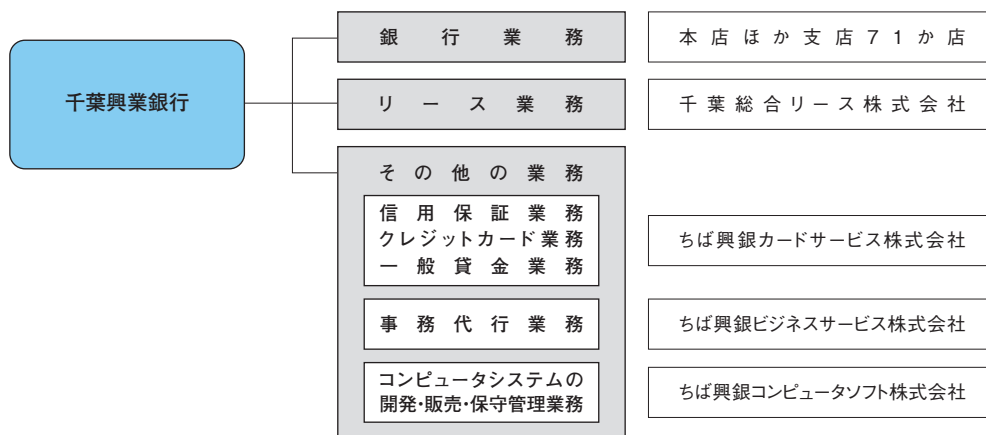 千葉興業銀行
銀行業務
本店ほか支店71か店
リース業務
千葉総合リース株式会社
その他の業務
信用保証業務
クレジットカード業務
一般貸金業務
ちば興銀カードサービス株式会社
事務代行業務
ちば興銀ビジネスサービス株式会社
コンピュータシステムの
開発・販売・保守管理業務
ちば興銀コンピュータソフト株式会社